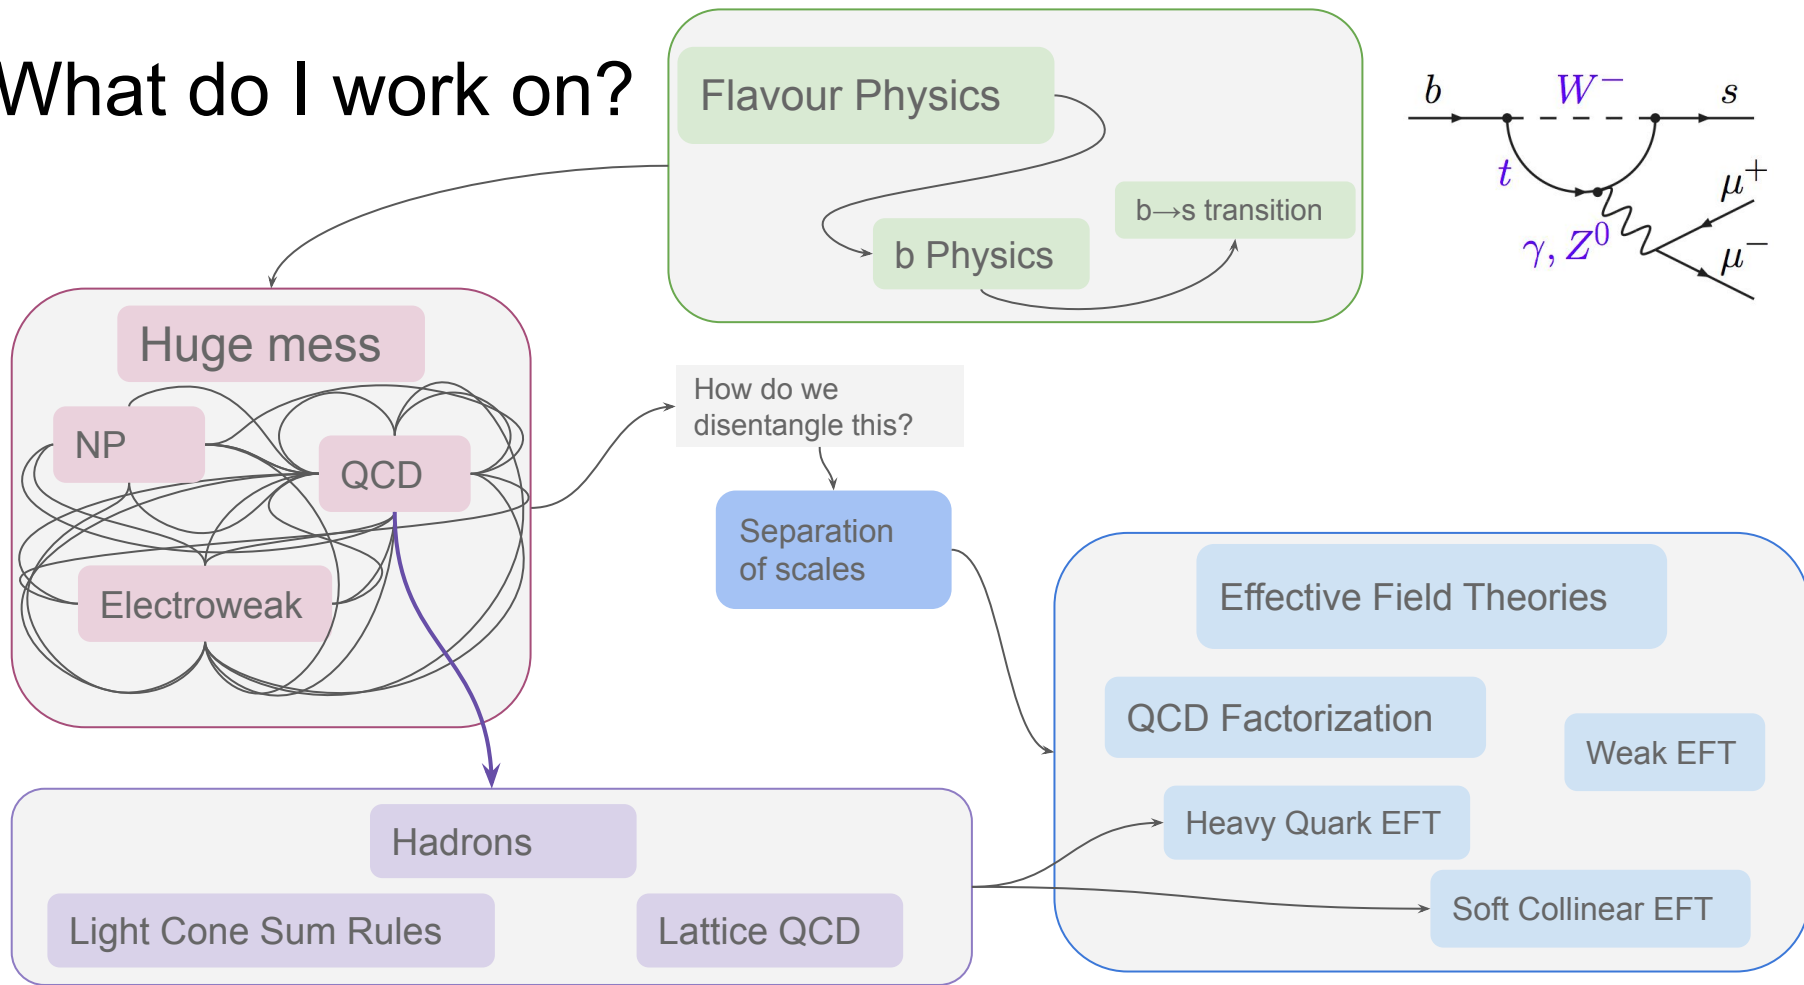 What do I work on?
Flavour Physics
b Physics
b→s transition
b
W⁻
s
t
γ, Z⁰
μ⁺
μ⁻
Huge mess
NP
QCD
Electroweak
How do we
disentangle this?
Separation
of scales
Effective Field Theories
QCD Factorization
Weak EFT
Heavy Quark EFT
Soft Collinear EFT
Hadrons
Light Cone Sum Rules
Lattice QCD